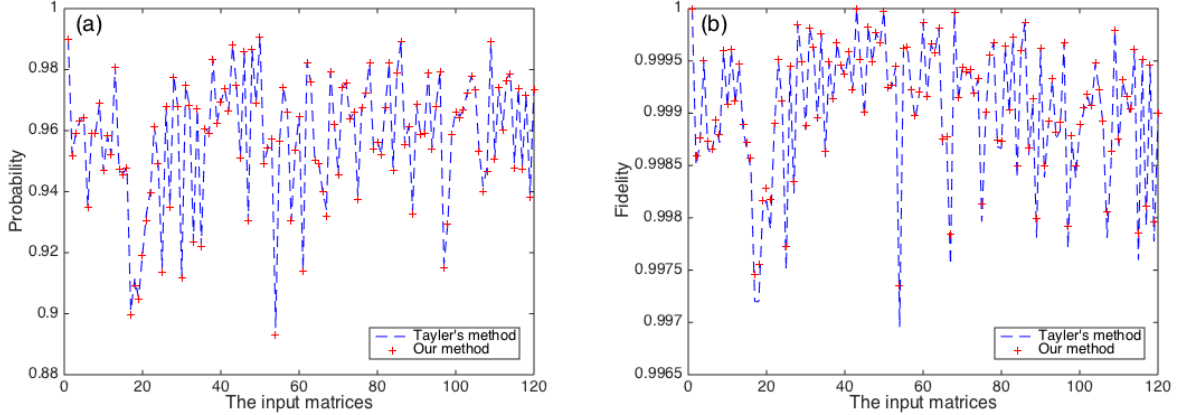 (a)
Probability
1
0.98
0.96
0.94
0.92
0.9
0.88
0 20 40 60 80 100 120
The input matrices
Tayler's method
Our method
(b)
Fidelity
1
0.9995
0.999
0.9985
0.998
0.9975
0.997
0.9965
0 20 40 60 80 100 120
The input matrices
Tayler's method
Our method